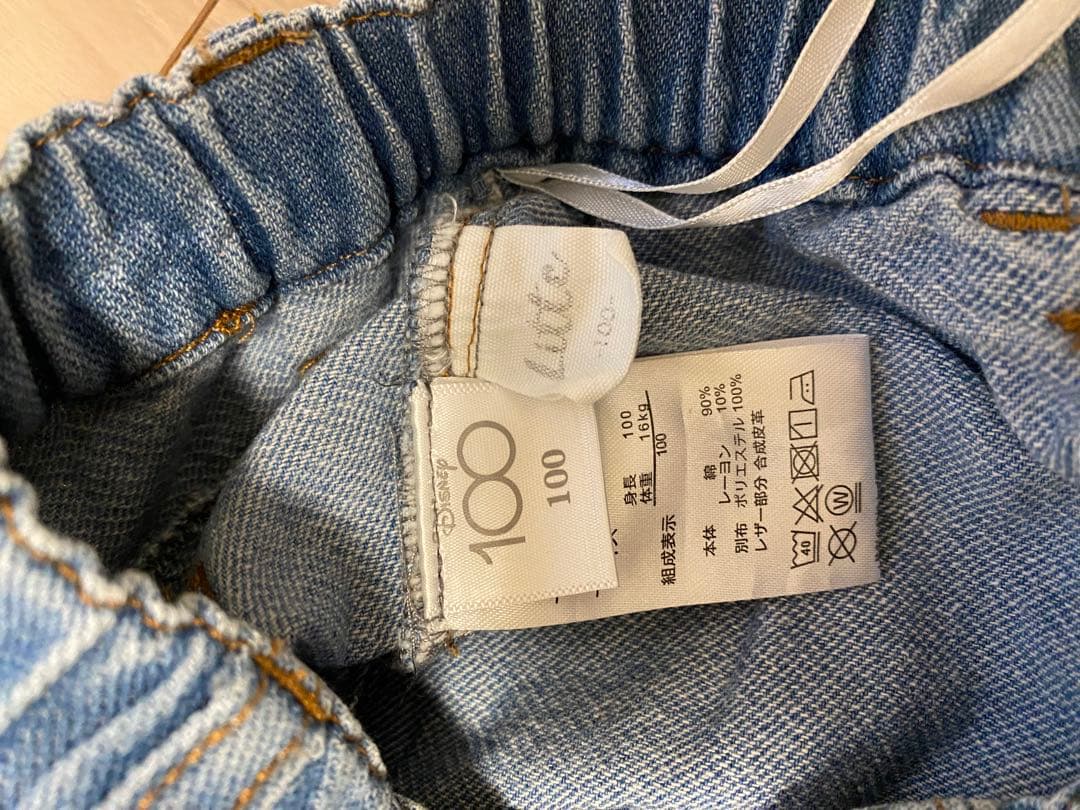 -100-
DISNEY
100
100
身長 100
体重 16kg
100
組成表示
本体 綿 90%
レーヨン 10%
別布 ポリエステル 100%
レザー部分 合成皮革
40
W